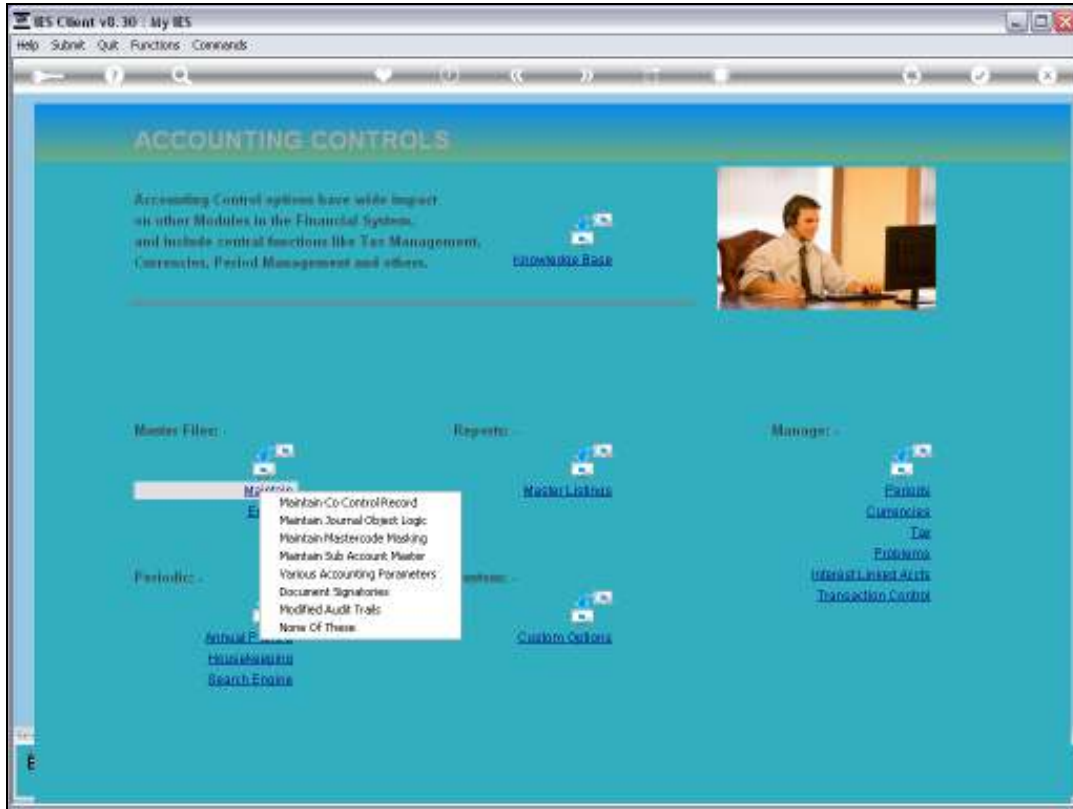 IES Client v8.30 : My IES
Help Submit Quit Functions Commands
ACCOUNTING CONTROLS
Accounting Control options have wide impact
on other Modules in the Financial System,
and include central functions like Tax Management,
Currencies, Period Management and others.
Knowledge Base
Master Files: -
Reports: -
Manage: -
Maintain
Master Listings
Periods
Currencies
Tax
Problems
Interest Linked Accts
Transaction Control
Maintain Co Control Record
Maintain Journal Object Logic
Maintain Mastercode Masking
Maintain Sub Account Master
Various Accounting Parameters
Document Signatories
Modified Audit Trails
None Of These
Periodic: -
Annual
Housekeeping
Search Engine
Custom Options